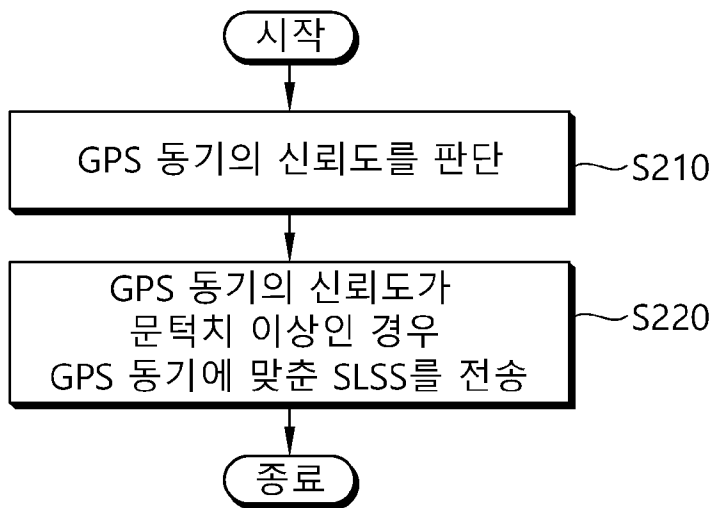 시작
GPS 동기의 신뢰도를 판단
S210
GPS 동기의 신뢰도가
문턱치 이상인 경우
GPS 동기에 맞춘 SLSS를 전송
S220
종료